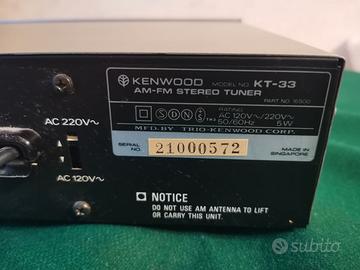 KENWOOD MODEL NO. KT-33
AM-FM STEREO TUNER
PART NO. 16500
AC 220V~
S D N
RATING
AC 120V~/220V~
50/60Hz 5W
MFD.BY TRIO-KENWOOD CORP.
SERIAL NO.
21000572
MADE IN SINGAPORE
AC 120V~
NOTICE
DO NOT USE AM ANTENNA TO LIFT
OR CARRY THIS UNIT.
subito